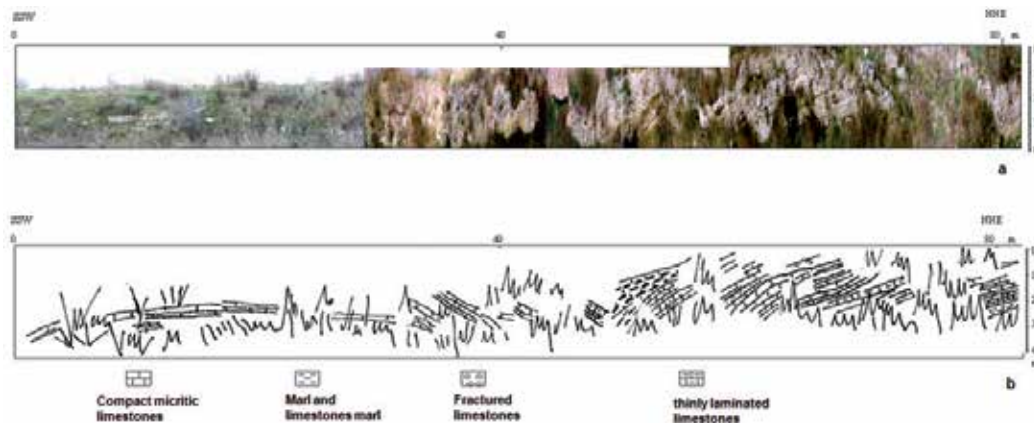 SSW
NNE
0
40
80 m
a
SSW
NNE
0
40
80 m
b
Compact micritic
limestones
Marl and
limestones marl
Fractured
limestones
thinly laminated
limestones